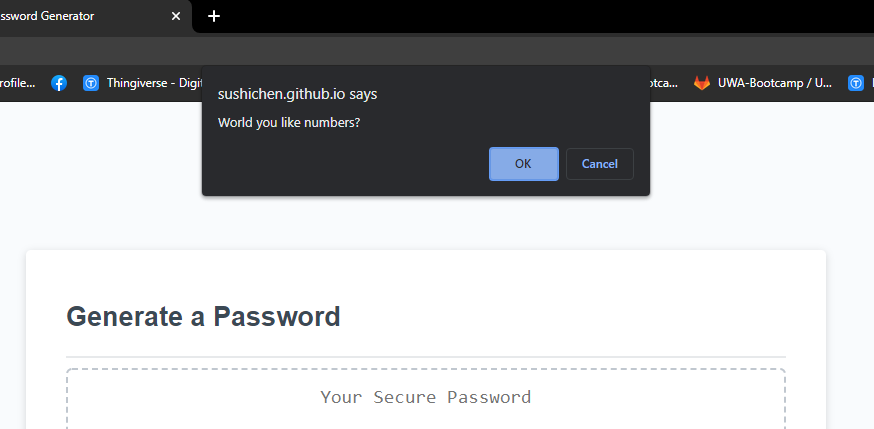 ssword Generator
rofile...
Thingiverse - Digit
otca...
UWA-Bootcamp / U...
sushichen.github.io says
World you like numbers?
OK
Cancel
Generate a Password
Your Secure Password